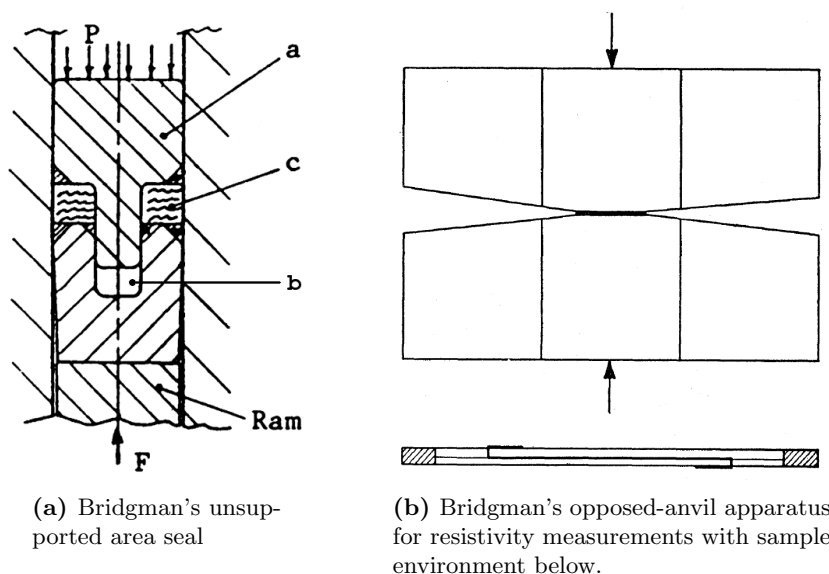 P
a
c
b
Ram
F
(a) Bridgman's unsup-
ported area seal
(b) Bridgman's opposed-anvil apparatus
for resistivity measurements with sample
environment below.